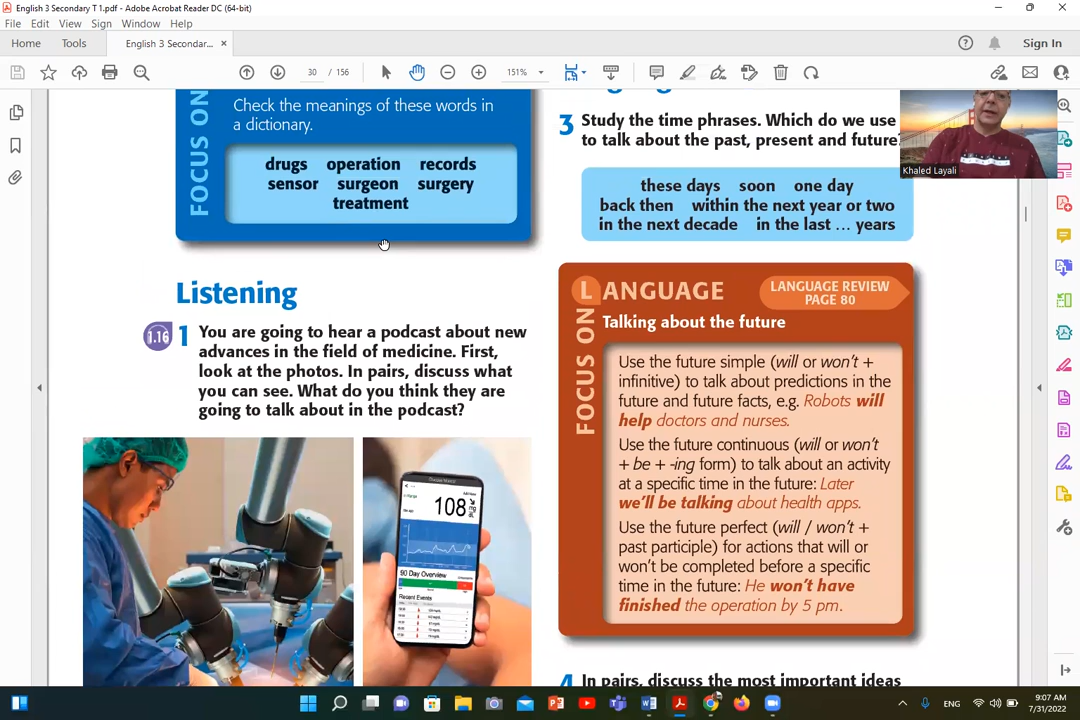 English 3 Secondary T 1.pdf - Adobe Acrobat Reader DC (64-bit)
File Edit View Sign Window Help
Home Tools English 3 Secondar... × Sign In
30 / 156 151%
FOCUS ON
Check the meanings of these words in
a dictionary.
drugs operation records
sensor surgeon surgery
treatment
Listening
1.16 1 You are going to hear a podcast about new
advances in the field of medicine. First,
look at the photos. In pairs, discuss what
you can see. What do you think they are
going to talk about in the podcast?
108
90 Day Overview
Recent Events
3 Study the time phrases. Which do we use
to talk about the past, present and future?
Khaled Layali
these days soon one day
back then within the next year or two
in the next decade in the last ... years
FOCUS ON
LANGUAGE
LANGUAGE REVIEW
PAGE 80
Talking about the future
Use the future simple (will or won't +
infinitive) to talk about predictions in the
future and future facts, e.g. Robots will
help doctors and nurses.
Use the future continuous (will or won't
+ be + -ing form) to talk about an activity
at a specific time in the future: Later
we'll be talking about health apps.
Use the future perfect (will / won't +
past participle) for actions that will or
won't be completed before a specific
time in the future: He won't have
finished the operation by 5 pm.
4 In pairs, discuss the most important ideas
ENG
9:07 AM
7/31/2022